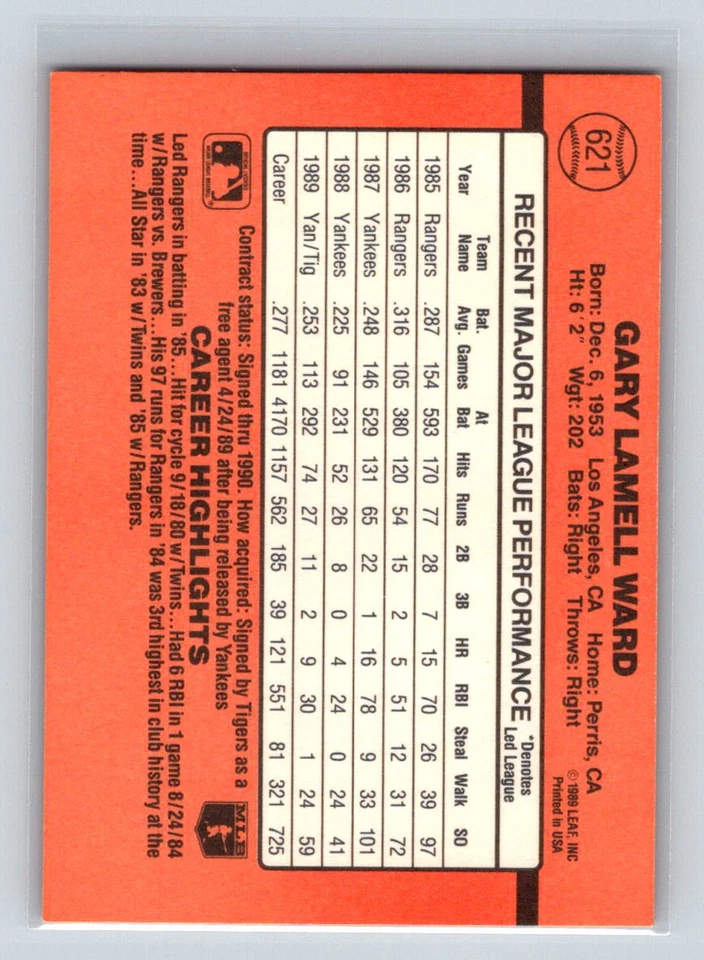 621
GARY LAMELL WARD
Born: Dec. 6, 1953 Los Angeles, CA Home: Perris, CA
Ht: 6'2" Wgt: 202 Bats: Right Throws: Right
© 1989 LEAF, INC
Printed in USA
RECENT MAJOR LEAGUE PERFORMANCE
*Denotes
Led League
Year Team Name Bat. Avg. Games At Bat Hits Runs 2B 3B HR RBI Steal Walk SO
1985 Rangers .287 154 593 170 77 28 7 15 70 26 39 97
1986 Rangers .316 105 380 120 54 15 2 5 51 12 31 72
1987 Yankees .248 146 529 131 65 22 1 16 78 9 33 101
1988 Yankees .225 91 231 52 26 8 0 4 24 0 24 41
1989 Yan/Tig .253 113 292 74 27 11 2 9 30 1 24 59
Career .277 1181 4170 1157 562 185 39 121 551 81 321 725
Contract status: Signed thru 1990. How acquired: Signed by Tigers as a
free agent 4/24/89 after being released by Yankees
MLB
CAREER HIGHLIGHTS
Led Rangers in batting in '85...Hit for cycle 9/18/80 w/Twins...Had 6 RBI in 1 game 8/24/84
w/Rangers vs. Brewers...His 97 runs for Rangers in '84 was 3rd highest in club history at the
time...All Star in '83 w/Twins and '85 w/Rangers.